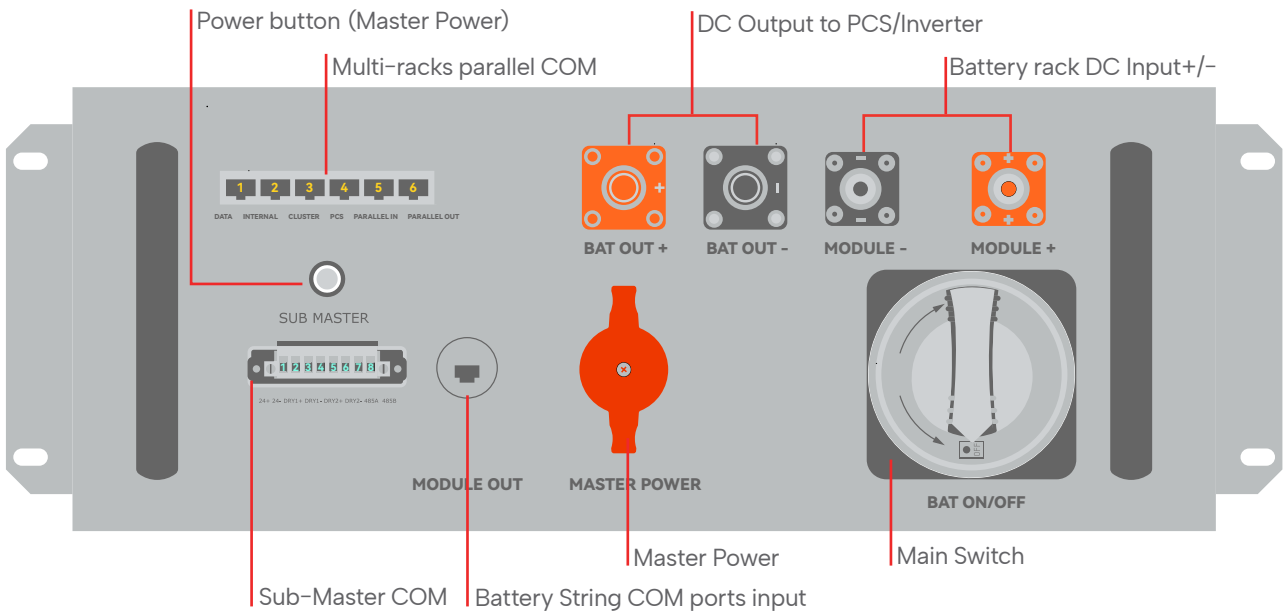 Power button (Master Power)
DC Output to PCS/Inverter
Multi-racks parallel COM
Battery rack DC Input+/-
1 2 3 4 5 6
DATA INTERNAL CLUSTER PCS PARALLEL IN PARALLEL OUT
+ -
BAT OUT + BAT OUT - MODULE - MODULE +
SUB MASTER
1 2 3 4 5 6 7 8
24+ 24- DRY1+ DRY1- DRY2+ DRY2- 485A 485B
OFF
MODULE OUT MASTER POWER
BAT ON/OFF
Master Power
Main Switch
Sub-Master COM
Battery String COM ports input